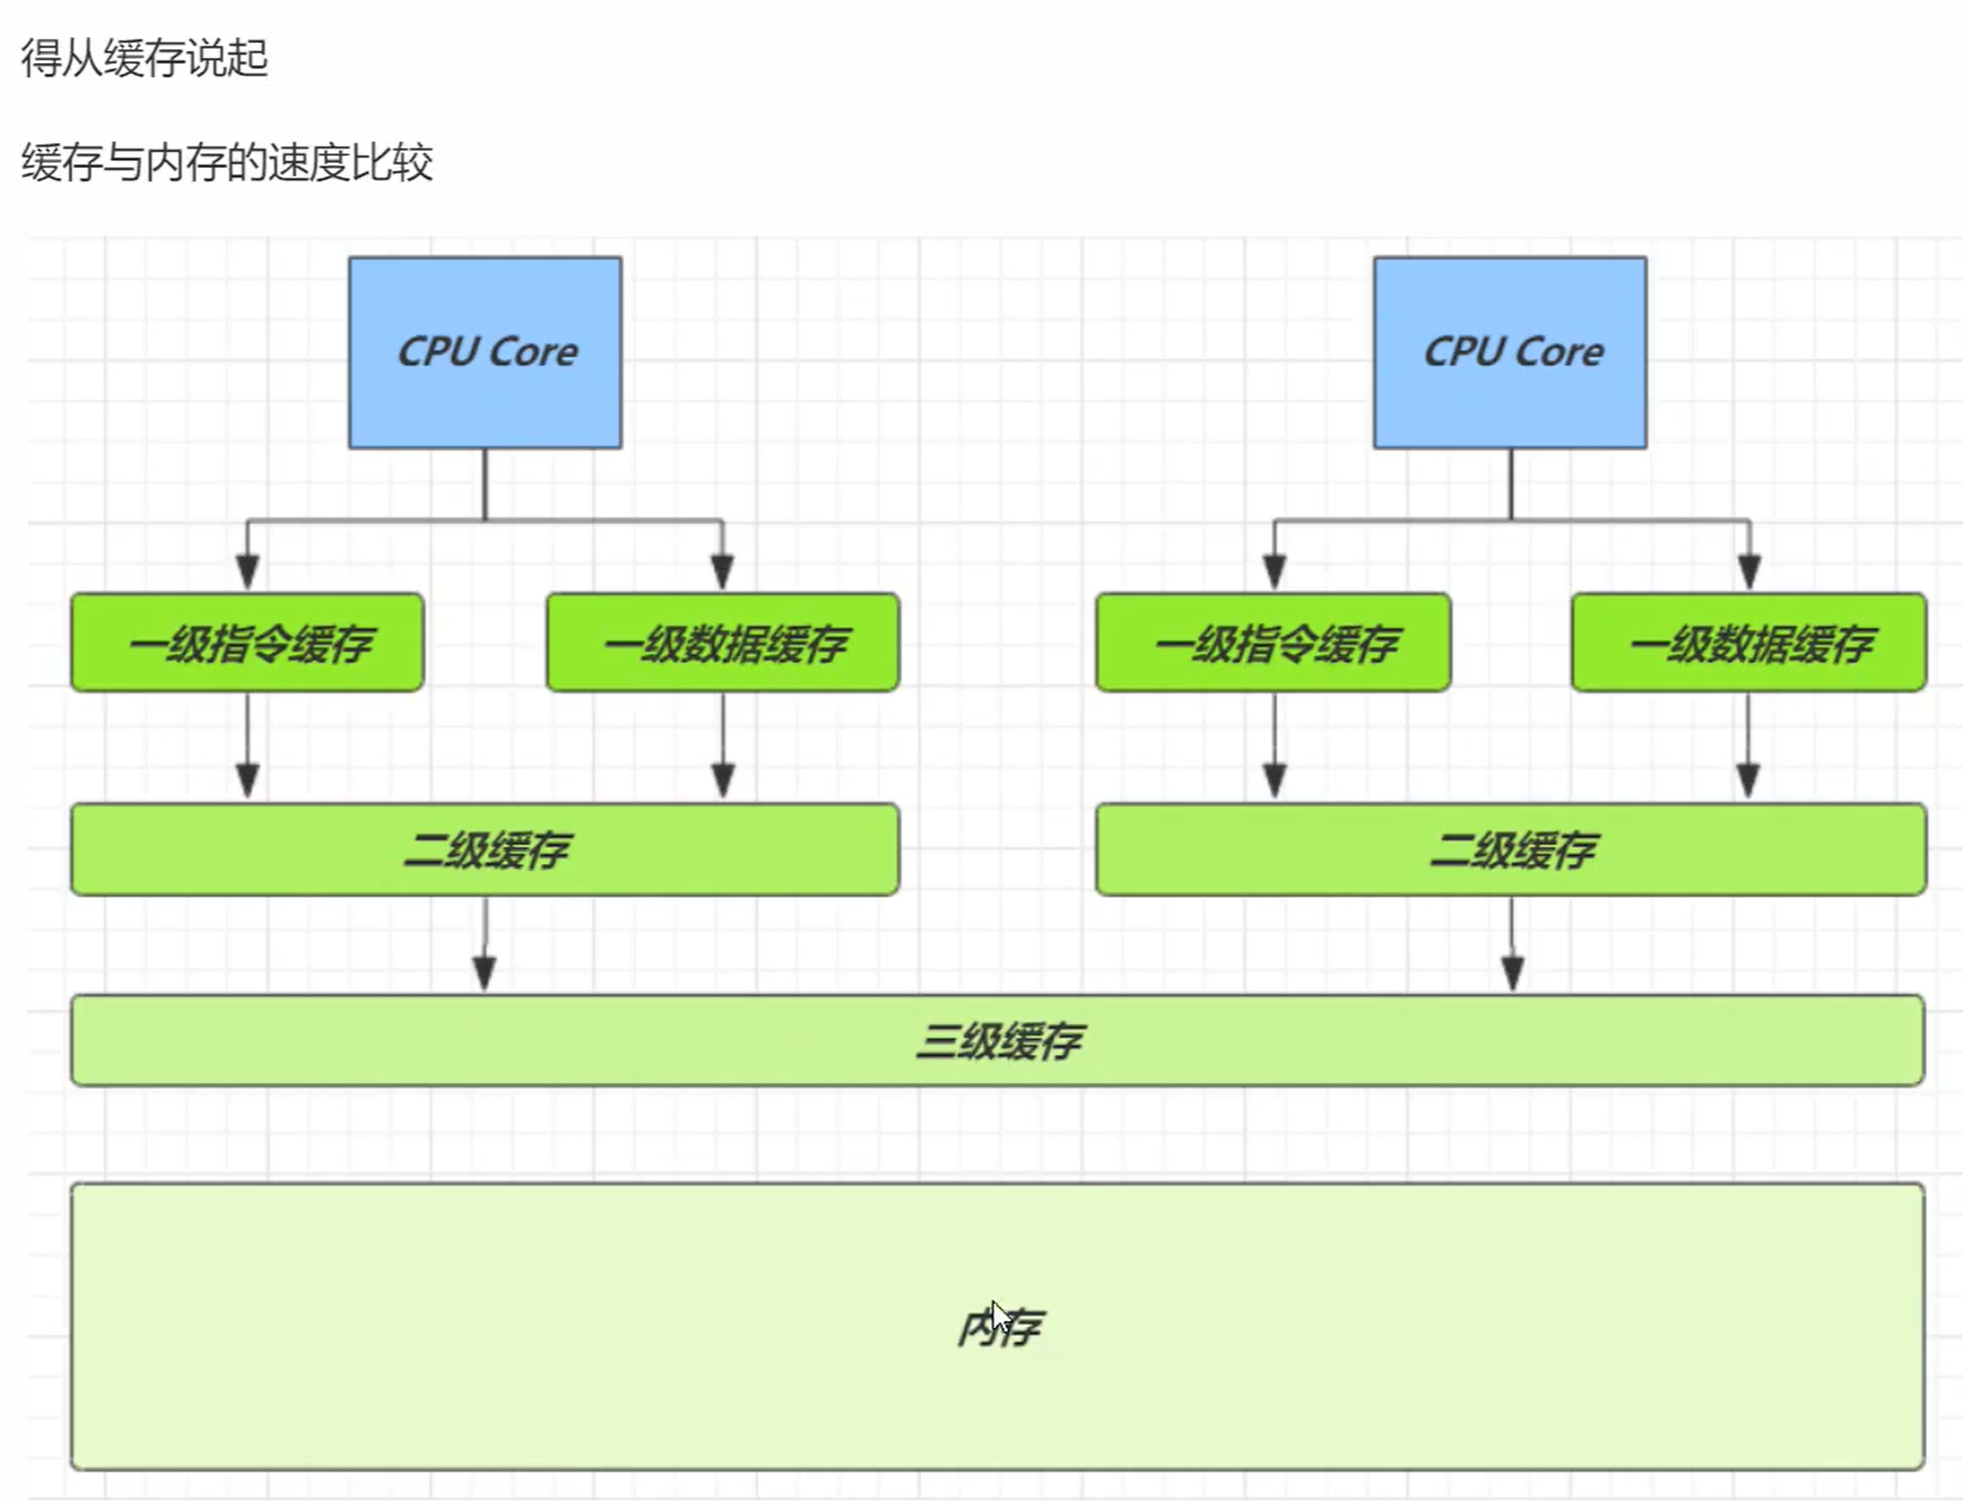 得从缓存说起
缓存与内存的速度比较
CPU Core
CPU Core
一级指令缓存
一级数据缓存
一级指令缓存
一级数据缓存
二级缓存
二级缓存
三级缓存
内存